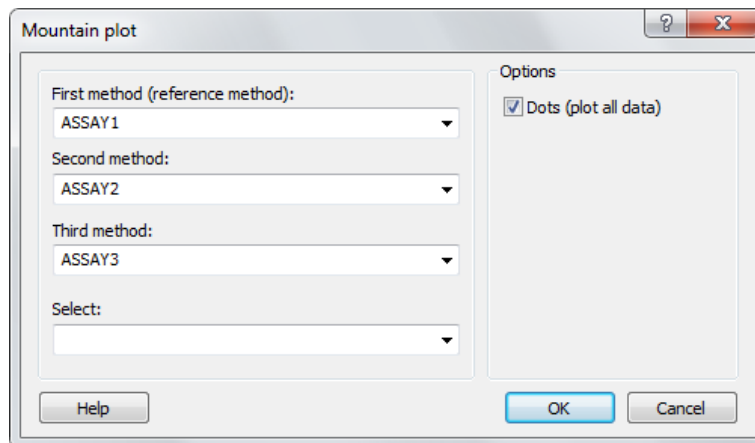 Mountain plot
First method (reference method):
ASSAY1
Second method:
ASSAY2
Third method:
ASSAY3
Select:
Options
Dots (plot all data)
Help
OK
Cancel